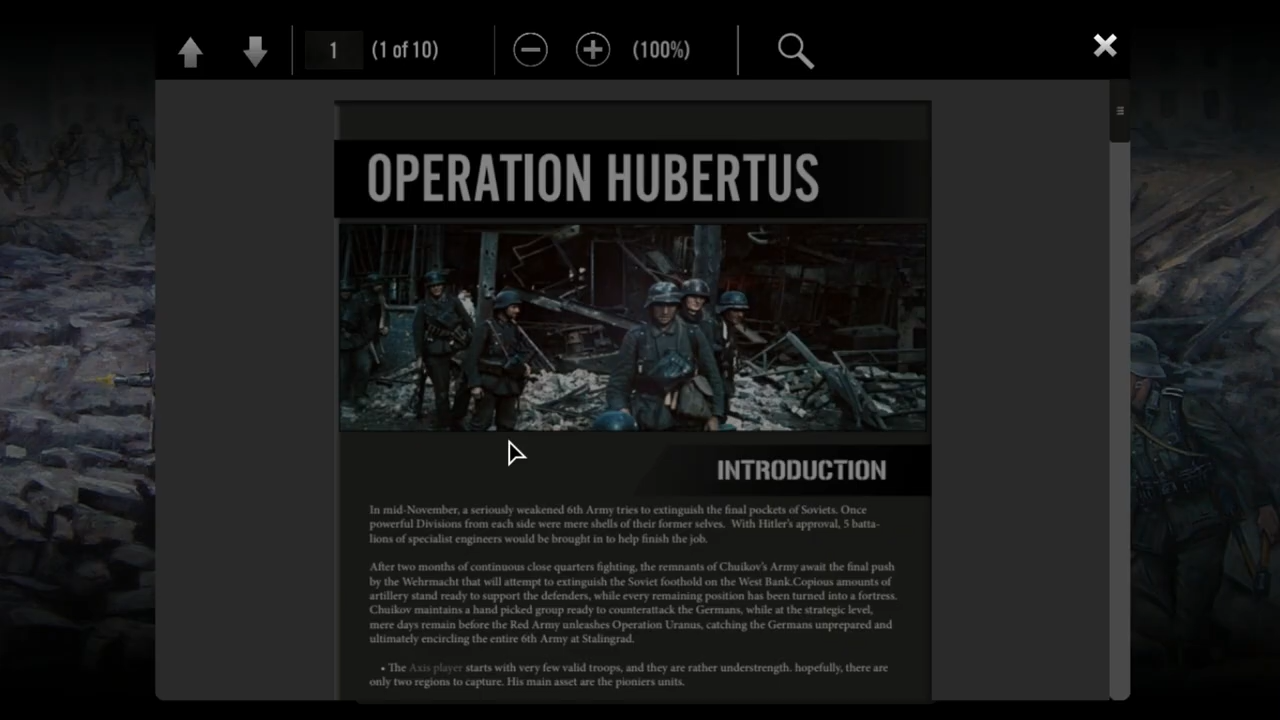 1 (1 of 10) (100%)
OPERATION HUBERTUS
INTRODUCTION
In mid-November, a seriously weakened 6th Army tries to extinguish the final pockets of Soviets. Once
powerful Divisions from each side were mere shells of their former selves. With Hitler's approval, 5 batta-
lions of specialist engineers would be brought in to help finish the job.
After two months of continuous close quarters fighting, the remnants of Chuikov's Army await the final push
by the Wehrmacht that will attempt to extinguish the Soviet foothold on the West Bank.Copious amounts of
artillery stand ready to support the defenders, while every remaining position has been turned into a fortress.
Chuikov maintains a hand picked group ready to counterattack the Germans, while at the strategic level,
mere days remain before the Red Army unleashes Operation Uranus, catching the Germans unprepared and
ultimately encircling the entire 6th Army at Stalingrad.
• The Axis player starts with very few valid troops, and they are rather understrength. hopefully, there are
only two regions to capture. His main asset are the pioniers units.